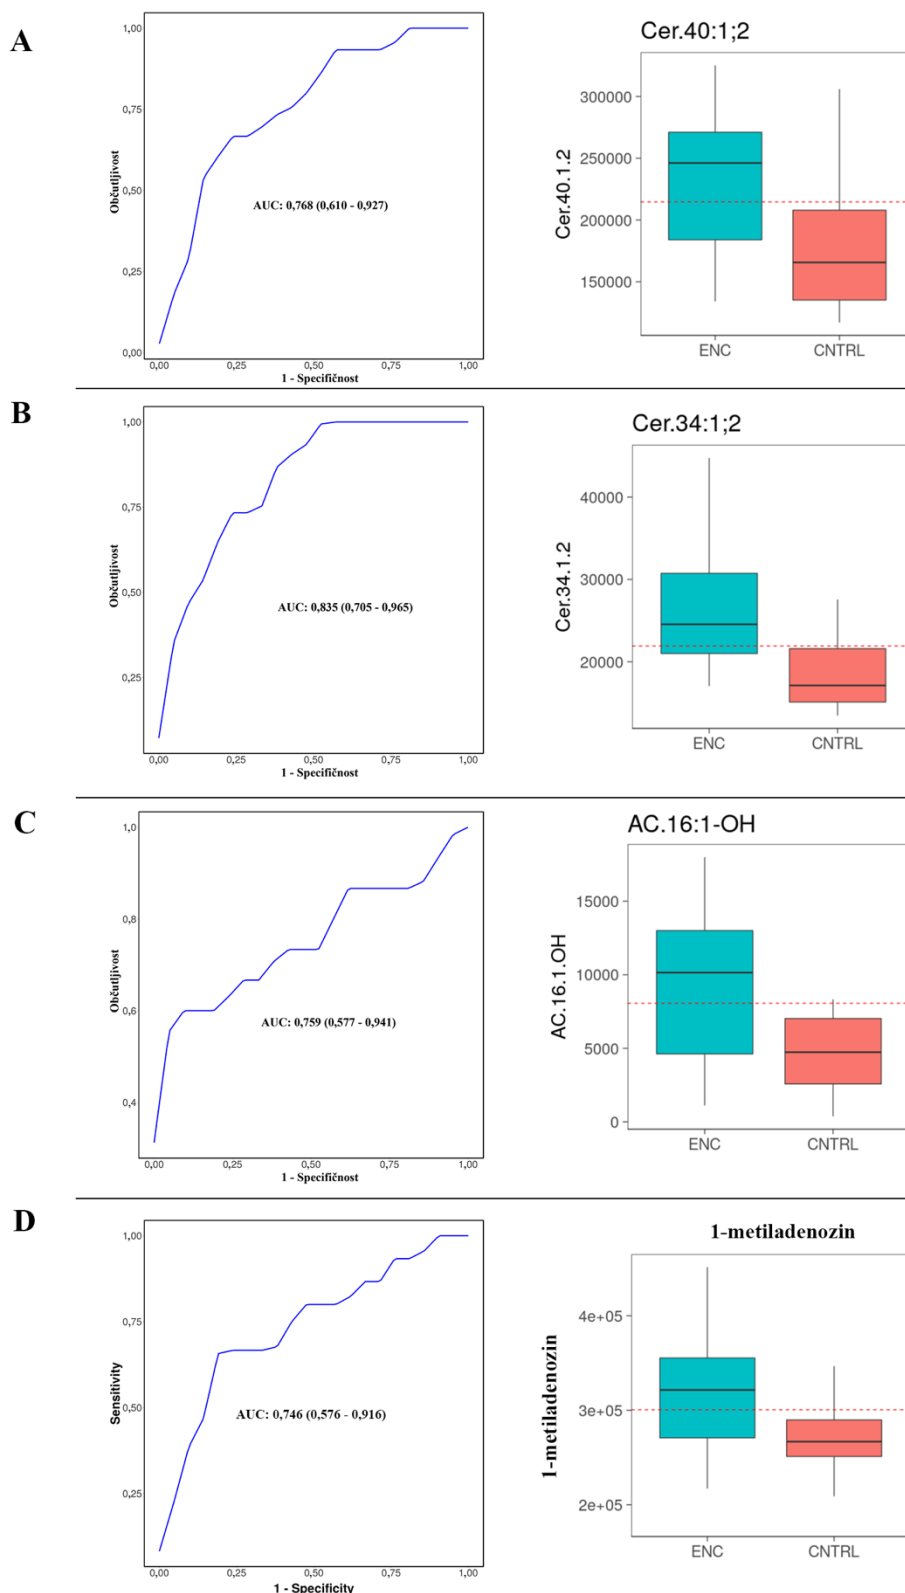 A
1,00
0,75
0,50
0,25
0,00
Občutljivost
AUC: 0,768 (0,610 - 0,927)
0,00 0,25 0,50 0,75 1,00
1 - Specifičnost
Cer.40:1;2
300000
250000
200000
150000
Cer.40.1.2
ENC CNTRL
B
1,00
0,75
0,50
0,25
Občutljivost
AUC: 0,835 (0,705 - 0,965)
0,00 0,25 0,50 0,75 1,00
1 - Specifičnost
Cer.34:1;2
40000
30000
20000
Cer.34.1.2
ENC CNTRL
C
1,0
0,8
0,6
0,4
Občutljivost
AUC: 0,759 (0,577 - 0,941)
0,00 0,25 0,50 0,75 1,00
1 - Specifičnost
AC.16:1-OH
15000
10000
5000
0
AC.16.1.OH
ENC CNTRL
D
1,00
0,75
0,50
0,25
Sensitivity
AUC: 0,746 (0,576 - 0,916)
0,00 0,25 0,50 0,75 1,00
1 - Specificity
1-metiladenozin
4e+05
3e+05
2e+05
1-metiladenozin
ENC CNTRL